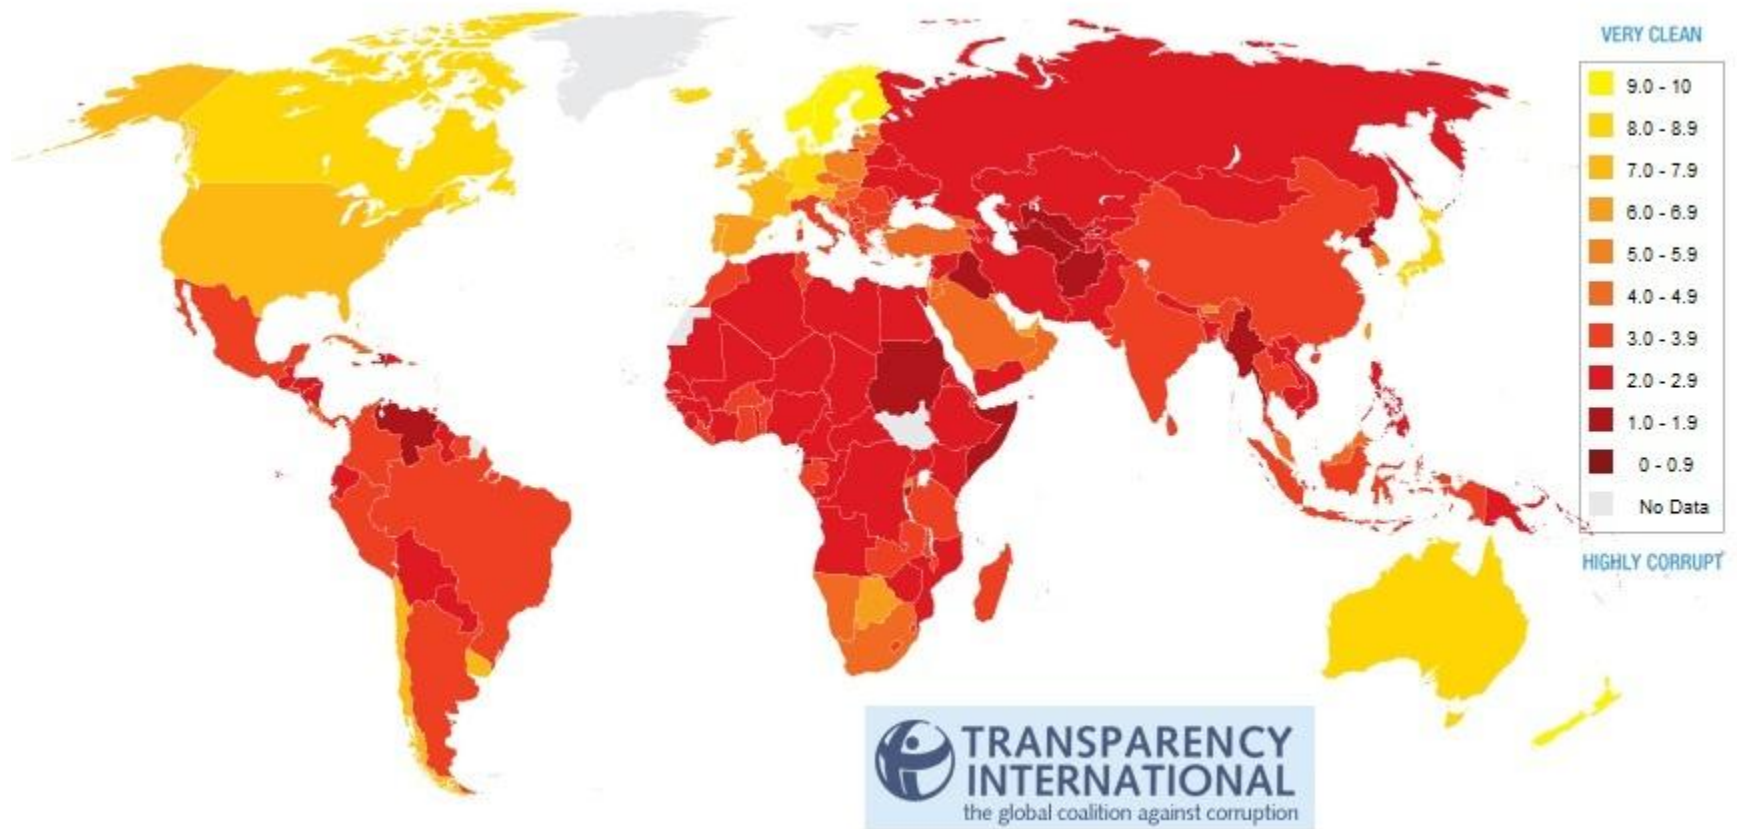 VERY CLEAN
9.0 - 10
8.0 - 8.9
7.0 - 7.9
6.0 - 6.9
5.0 - 5.9
4.0 - 4.9
3.0 - 3.9
2.0 - 2.9
1.0 - 1.9
0 - 0.9
No Data
HIGHLY CORRUPT
TRANSPARENCY
INTERNATIONAL
the global coalition against corruption